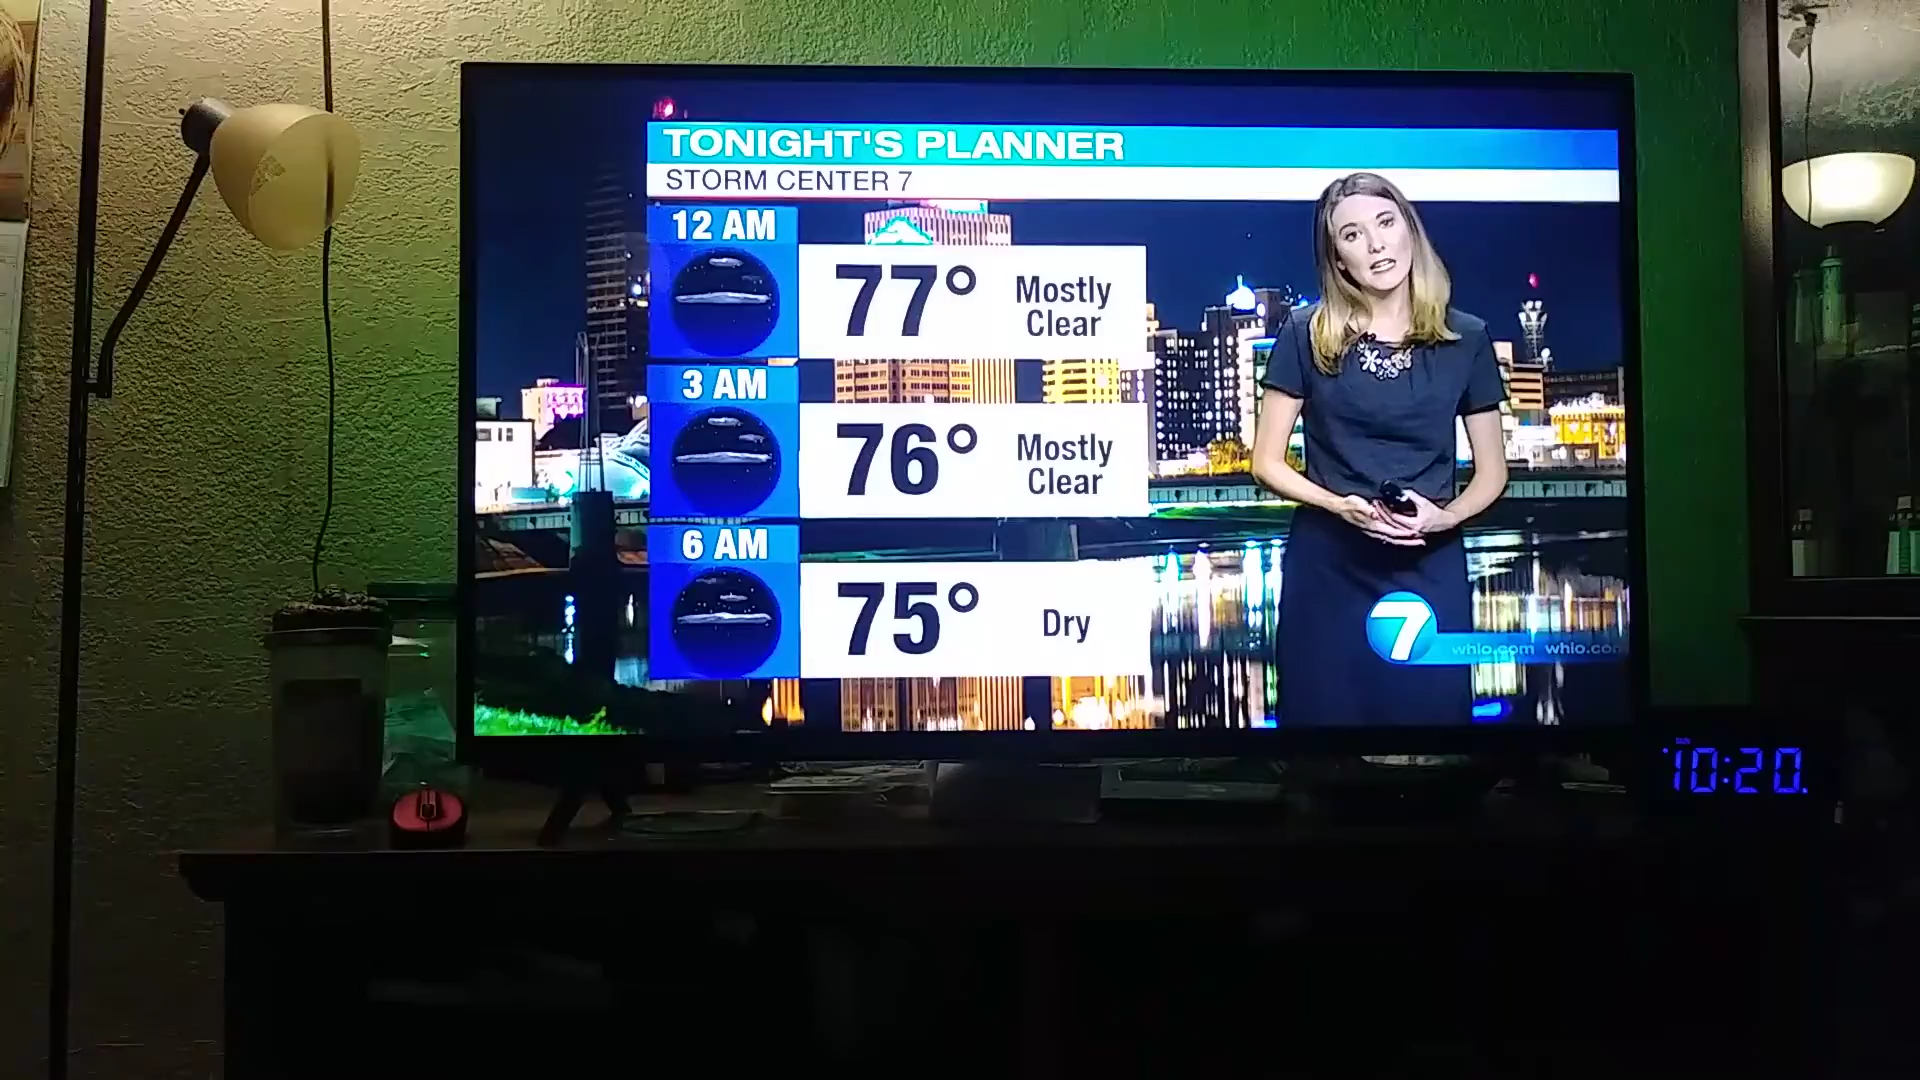 TONIGHT'S PLANNER
STORM CENTER 7
12 AM
77° Mostly
Clear
3 AM
76° Mostly
Clear
6 AM
75° Dry
7
whio.com whio.com
10:20